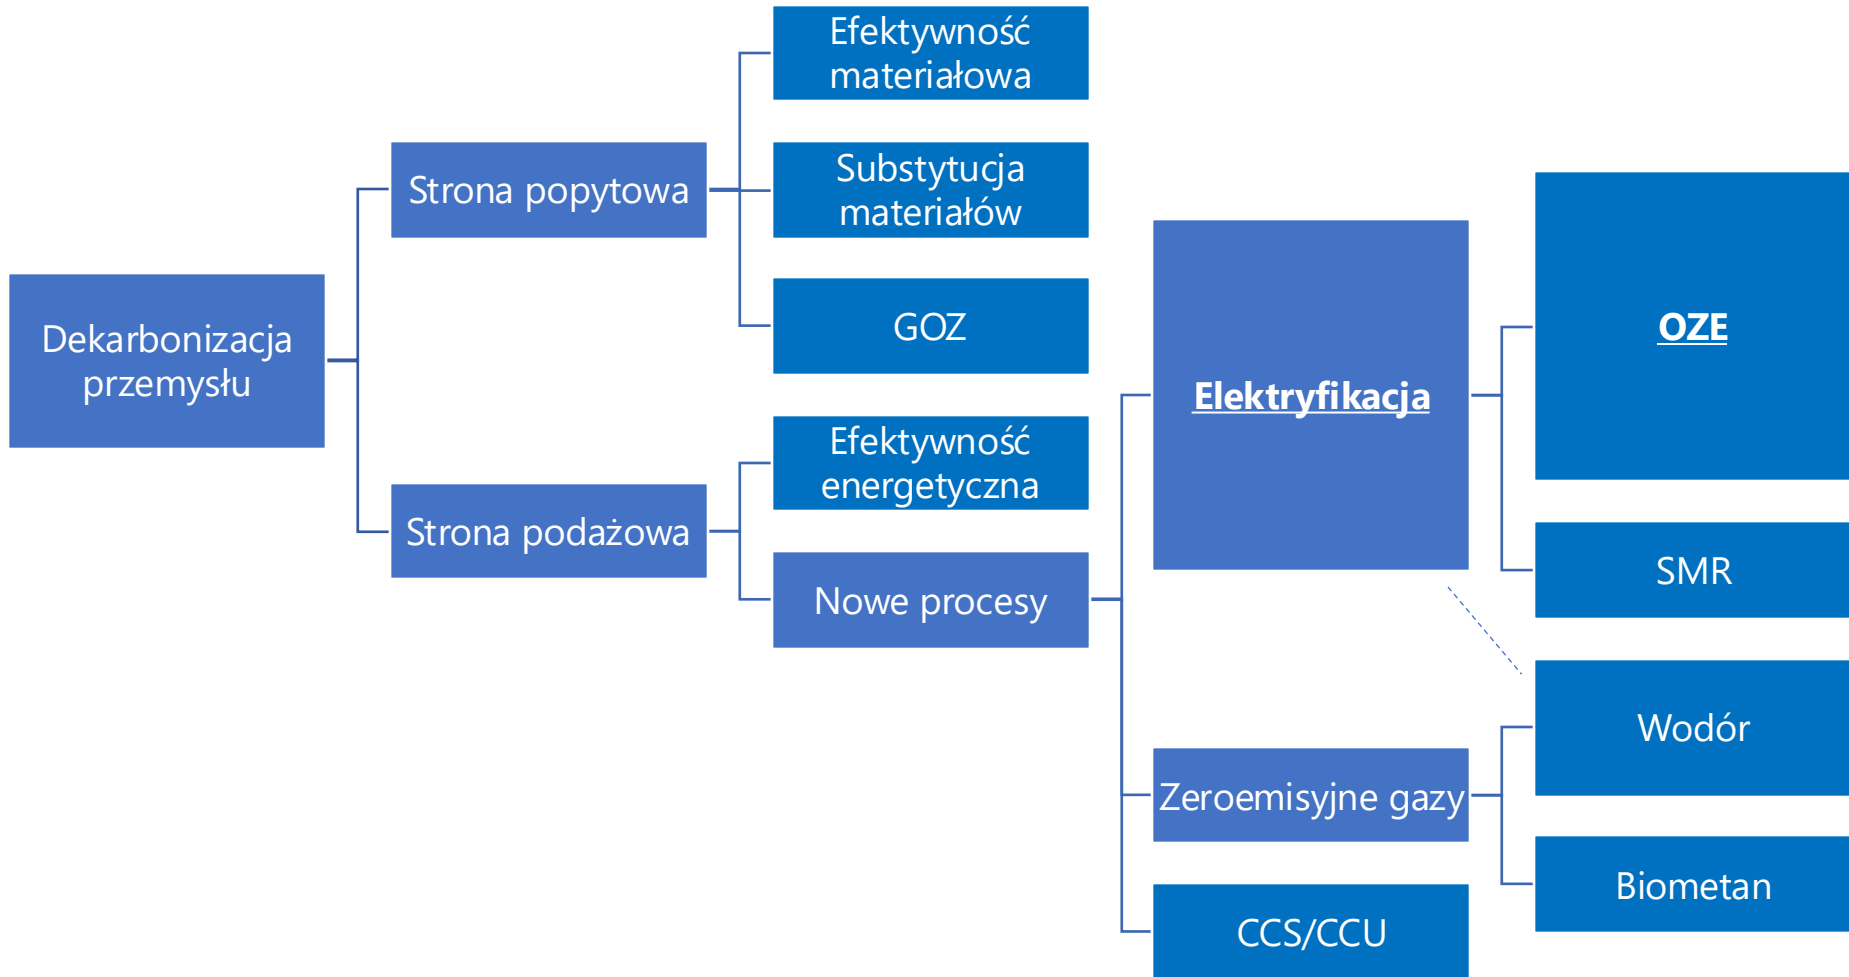 Dekarbonizacja
przemysłu
Strona popytowa
Efektywność
materiałowa
Substytucja
materiałów
GOZ
Strona podażowa
Efektywność
energetyczna
Nowe procesy
Elektryfikacja
OZE
SMR
Zeroemisyjne gazy
Wodór
Biometan
CCS/CCU